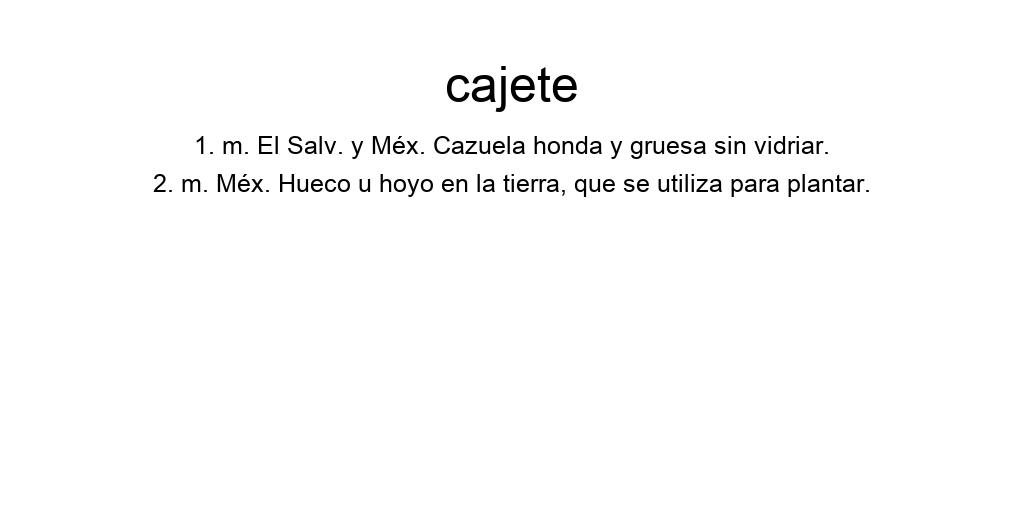 cajete
1. m. El Salv. y Méx. Cazuela honda y gruesa sin vidriar.
2. m. Méx. Hueco u hoyo en la tierra, que se utiliza para plantar.